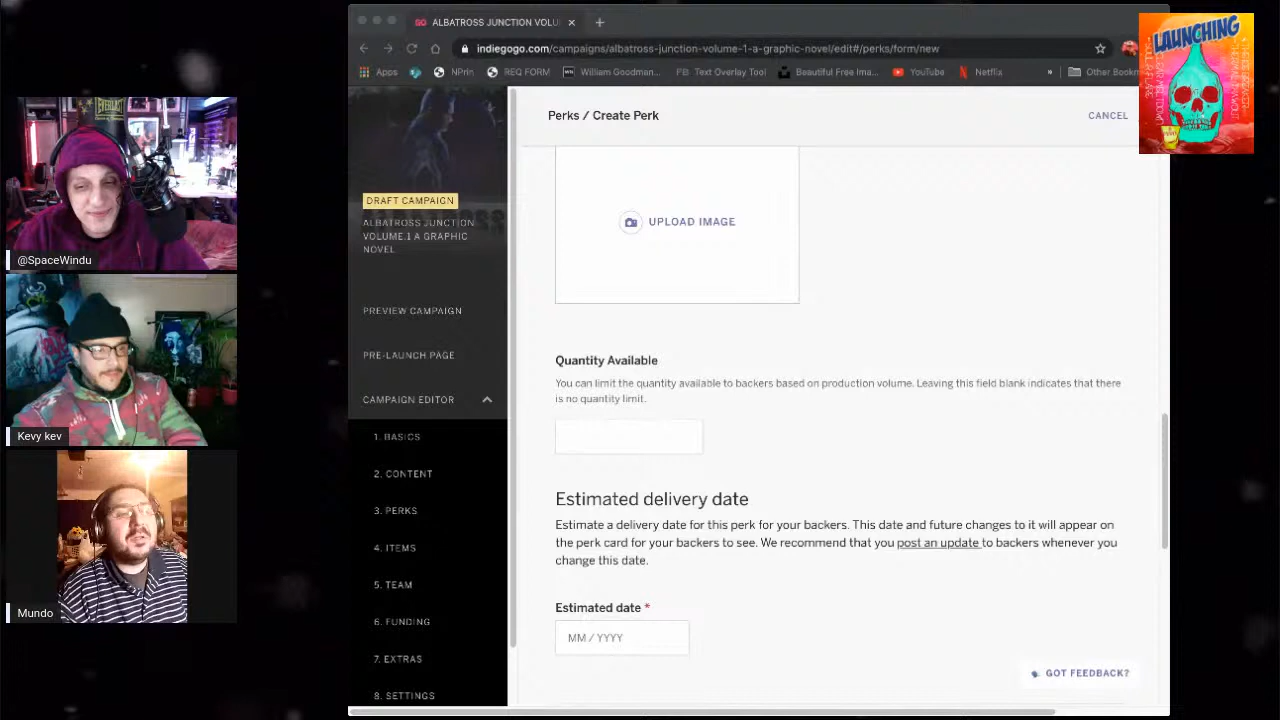 ALBATROSS JUNCTION VOLU
indiegogo.com/campaigns/albatross-junction-volume-1-a-graphic-novel/edit#/perks/form/new
Apps
NPrin
REQ FORM
William Goodman...
Text Overlay Tool
Beautiful Free Ima...
YouTube
Netflix
»
Other Bookm
LAUNCHING
EVERLAST
@SpaceWindu
Kevy kev
Mundo
DRAFT CAMPAIGN
ALBATROSS JUNCTION
VOLUME.1 A GRAPHIC
NOVEL
PREVIEW CAMPAIGN
PRE-LAUNCH PAGE
CAMPAIGN EDITOR
1. BASICS
2. CONTENT
3. PERKS
4. ITEMS
5. TEAM
6. FUNDING
7. EXTRAS
8. SETTINGS
Perks / Create Perk
CANCEL
UPLOAD IMAGE
Quantity Available
You can limit the quantity available to backers based on production volume. Leaving this field blank indicates that there
is no quantity limit.
Estimated delivery date
Estimate a delivery date for this perk for your backers. This date and future changes to it will appear on
the perk card for your backers to see. We recommend that you post an update to backers whenever you
change this date.
Estimated date *
MM / YYYY
GOT FEEDBACK?